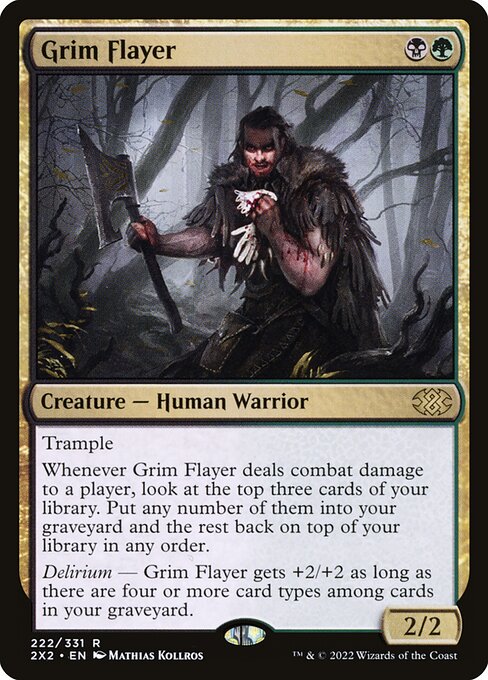 Grim Flayer
Creature — Human Warrior
Trample
Whenever Grim Flayer deals combat damage
to a player, look at the top three cards of your
library. Put any number of them into your
graveyard and the rest back on top of your
library in any order.
Delirium — Grim Flayer gets +2/+2 as long as
there are four or more card types among cards
in your graveyard.
2/2
222/331 R
2X2 • EN Mathias Kollros
™ & © 2022 Wizards of the Coast